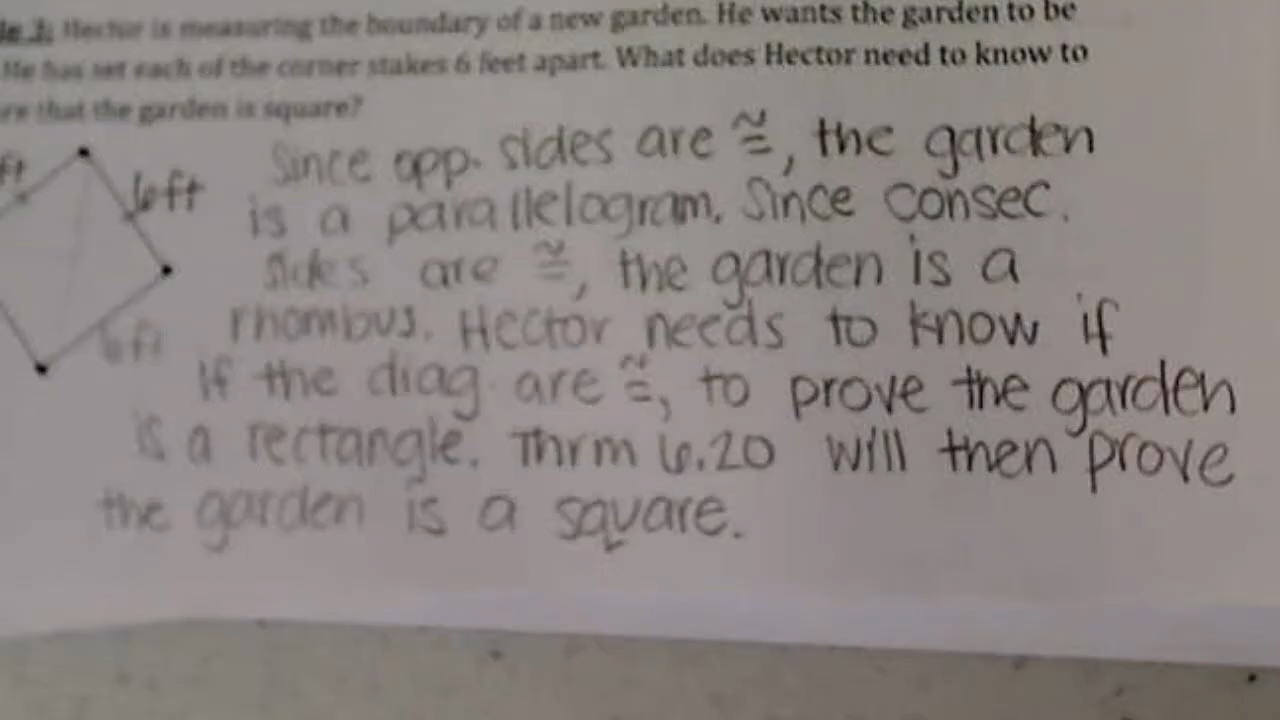 Hector is measuring the boundary of a new garden. He wants the garden to be
He has set each of the corner stakes 6 feet apart. What does Hector need to know to
that the garden is square?
ft
6ft
6ft
Since opp. sides are ≅, the garden
is a parallelogram. Since consec.
sides are ≅, the garden is a
rhombus. Hector needs to know if
if the diag. are ≅, to prove the garden
is a rectangle. Thrm 6.20 will then prove
the garden is a square.